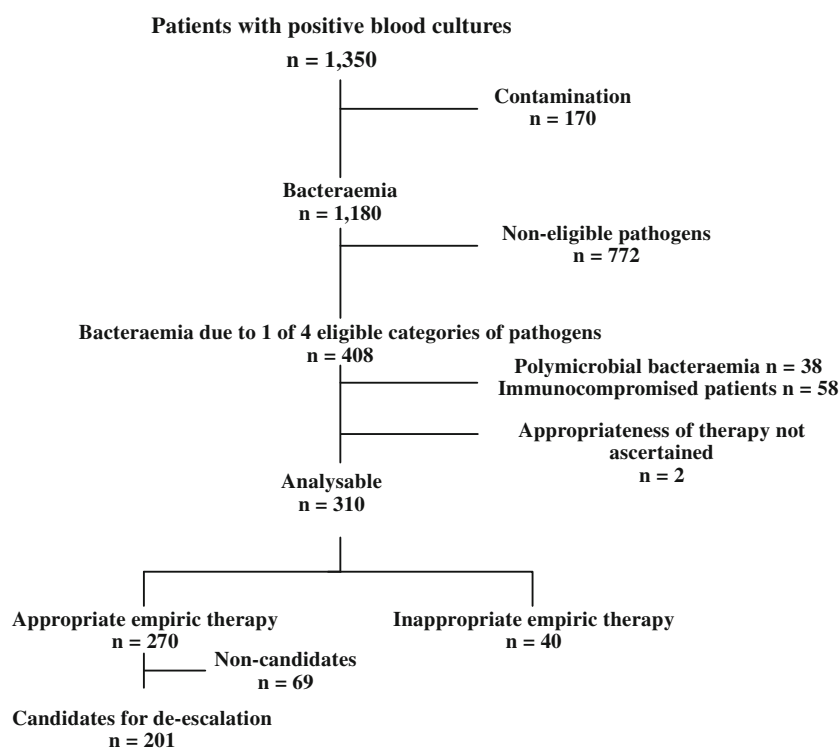 Patients with positive blood cultures
n = 1,350
Contamination
n = 170
Bacteraemia
n = 1,180
Non-eligible pathogens
n = 772
Bacteraemia due to 1 of 4 eligible categories of pathogens
n = 408
Polymicrobial bacteraemia n = 38
Immunocompromised patients n = 58
Appropriateness of therapy not
ascertained
n = 2
Analysable
n = 310
Appropriate empiric therapy
n = 270
Inappropriate empiric therapy
n = 40
Non-candidates
n = 69
Candidates for de-escalation
n = 201